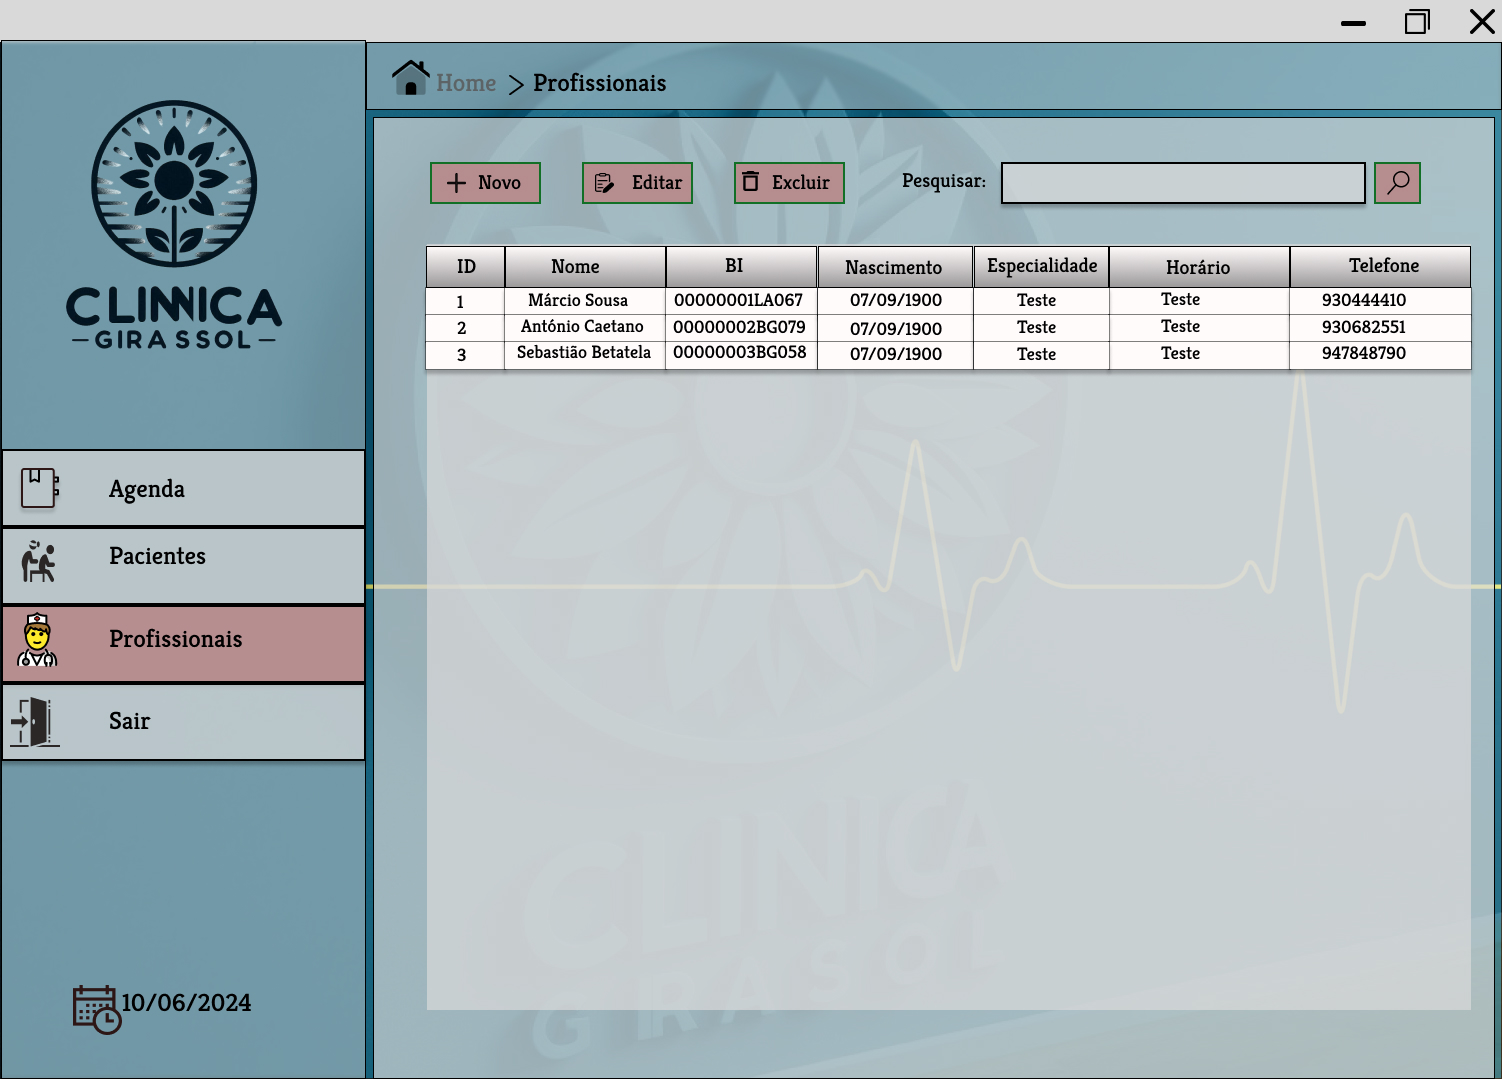 CLINNICA
GIRASSOL
Home > Profissionais
Novo
Editar
Excluir
Pesquisar:
ID Nome BI Nascimento Especialidade Horário Telefone
1 Márcio Sousa 00000001LA067 07/09/1900 Teste Teste 930444410
2 António Caetano 00000002BG079 07/09/1900 Teste Teste 930682551
3 Sebastião Betatela 00000003BG058 07/09/1900 Teste Teste 947848790
Agenda
Pacientes
Profissionais
Sair
CLINICA
GIRASOL
10/06/2024